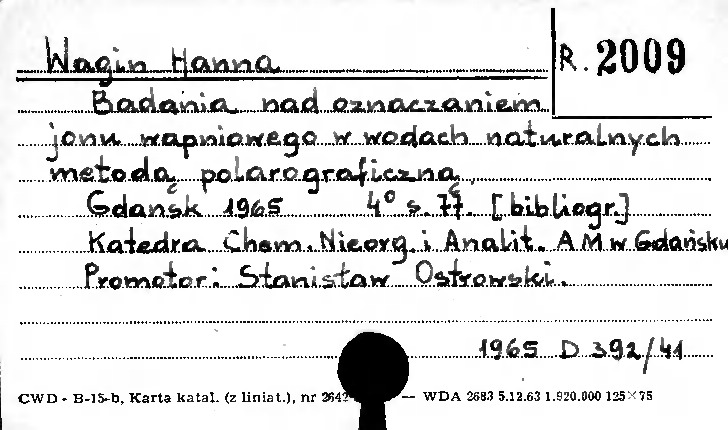 Wagin Hanna R. 2009
Badania nad oznaczaniem
jonu wapniowego w wodach naturalnych
metodą polarograficzną.
Gdańsk 1965 4° s. 77. [bibliogr.]
Katedra Chem. Nieorg. i Analit. AM w Gdańsku
Promotor: Stanisław Ostrowski.
1965 D 392/41
CWD - B-15-b, Karta katal. (z liniat.), nr 2642 — WDA 2683 5.12.63 1.920.000 125×75